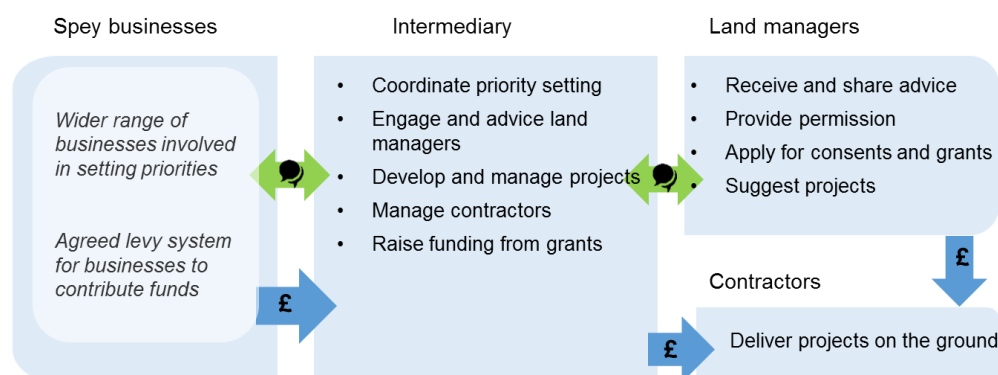 Spey businesses
Wider range of
businesses involved
in setting priorities
Agreed levy system
for businesses to
contribute funds
£
Intermediary
• Coordinate priority setting
• Engage and advice land
managers
• Develop and manage projects
• Manage contractors
• Raise funding from grants
£
Land managers
• Receive and share advice
• Provide permission
• Apply for consents and grants
• Suggest projects
£
Contractors
Deliver projects on the ground